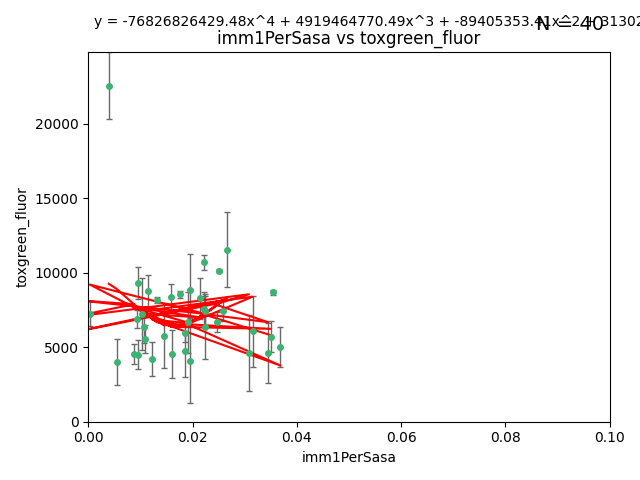 y = -76826826429.48x^4 + 4919464770.49x^3 + -89405353.41x^2 + 31302
N = 40
imm1PerSasa vs toxgreen_fluor
20000
15000
10000
5000
0
toxgreen_fluor
0.00 0.02 0.04 0.06 0.08 0.10
imm1PerSasa